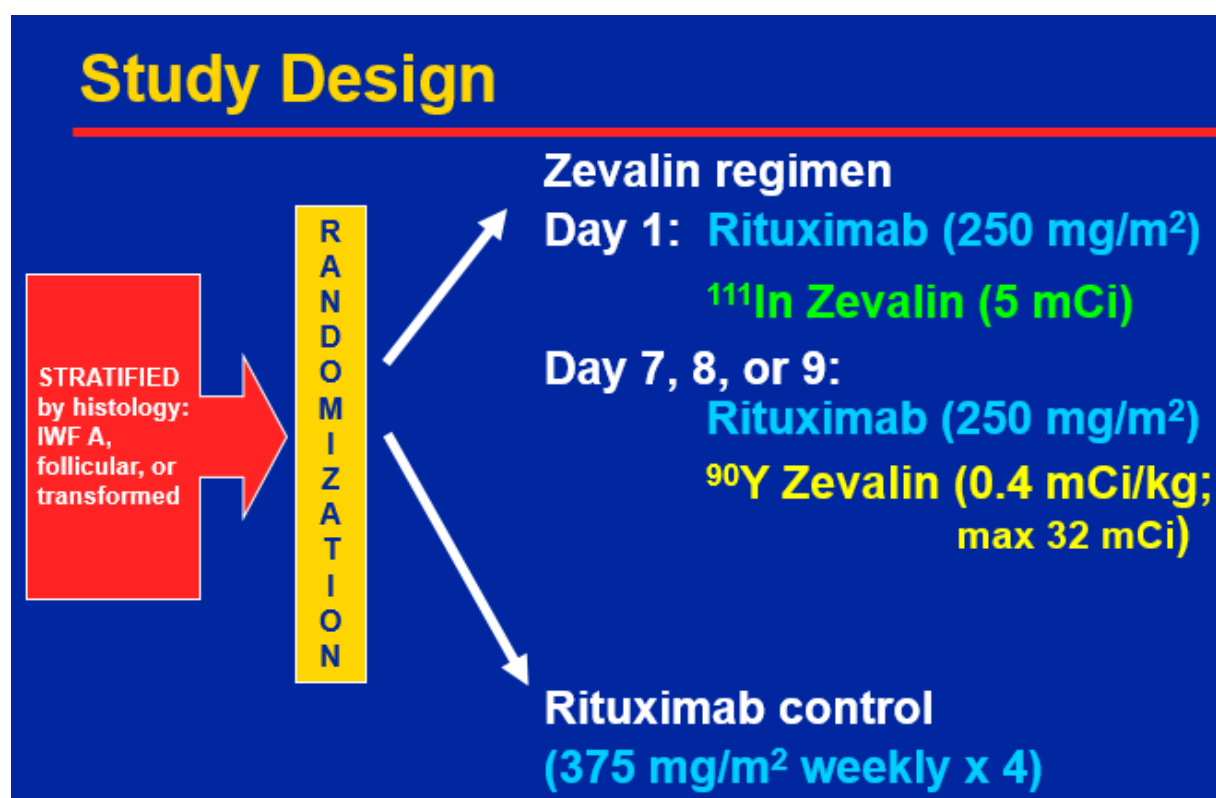 Study Design
STRATIFIED
by histology:
IWF A,
follicular, or
transformed
RANDOMIZATION
Zevalin regimen
Day 1: Rituximab (250 mg/m²)
¹¹¹In Zevalin (5 mCi)
Day 7, 8, or 9:
Rituximab (250 mg/m²)
⁹⁰Y Zevalin (0.4 mCi/kg;
max 32 mCi)
Rituximab control
(375 mg/m² weekly x 4)